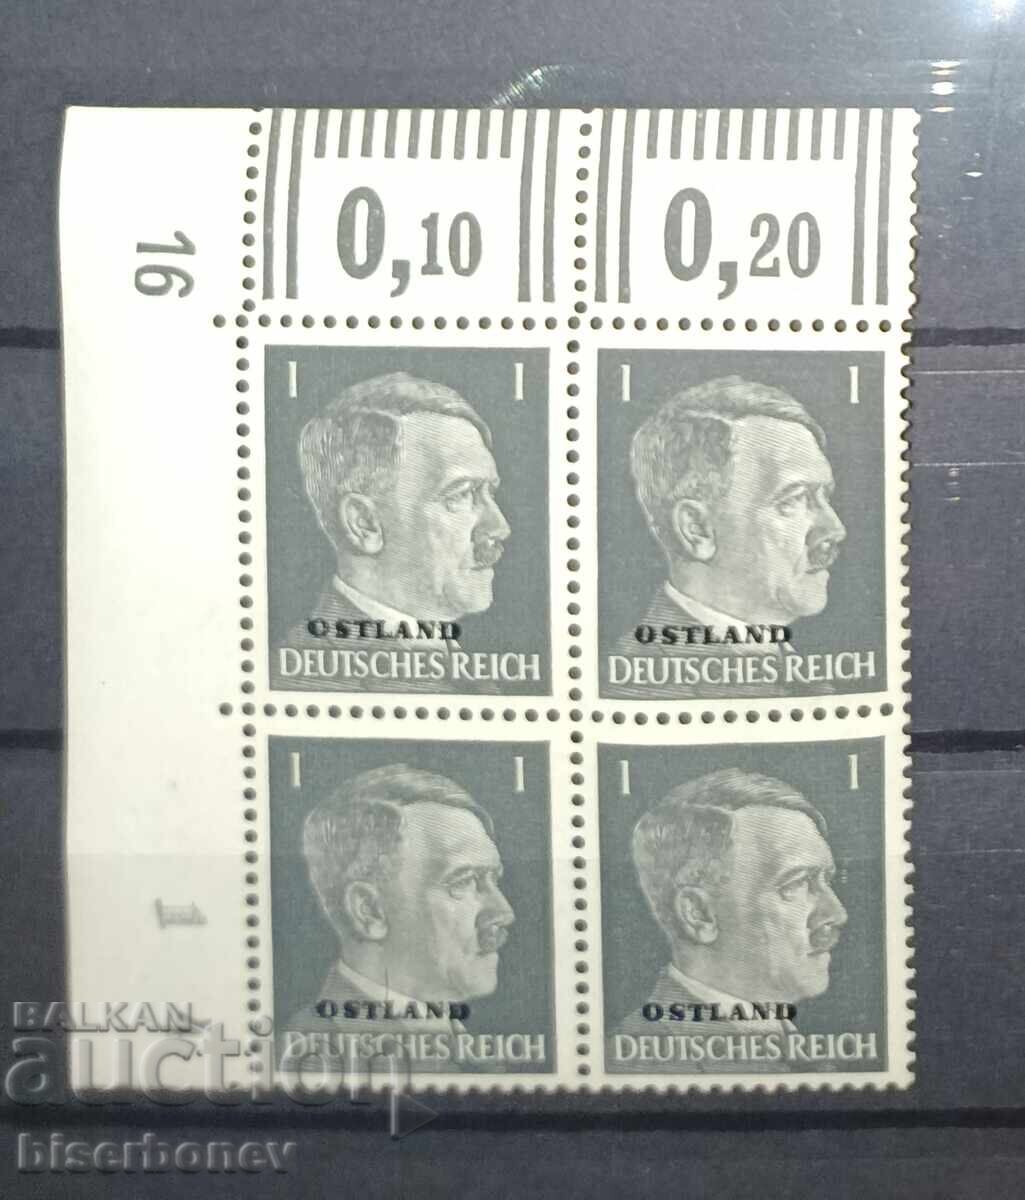 0,10 0,20
16
1 1 1 1
OSTLAND OSTLAND
DEUTSCHES REICH DEUTSCHES REICH
1 1 1 1
1
OSTLAND OSTLAND
DEUTSCHES REICH DEUTSCHES REICH
BALKAN
auction
biserbonev